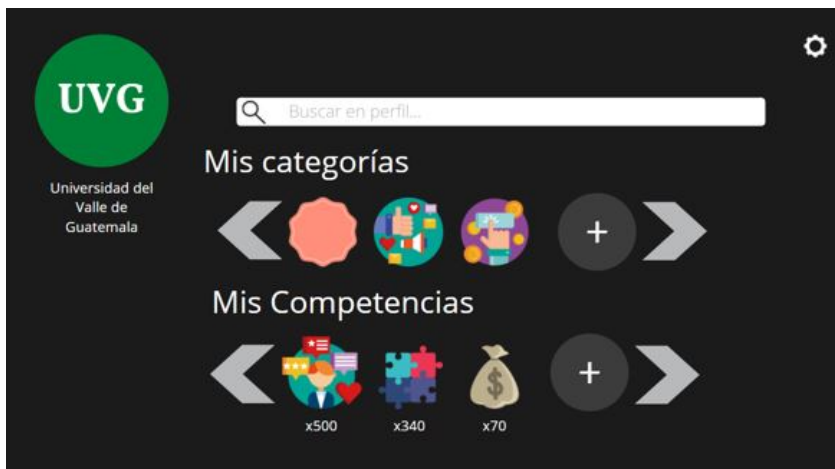 UVG
Universidad del
Valle de
Guatemala
Buscar en perfil...
Mis categorías
+
Mis Competencias
$
+
x500
x340
x70